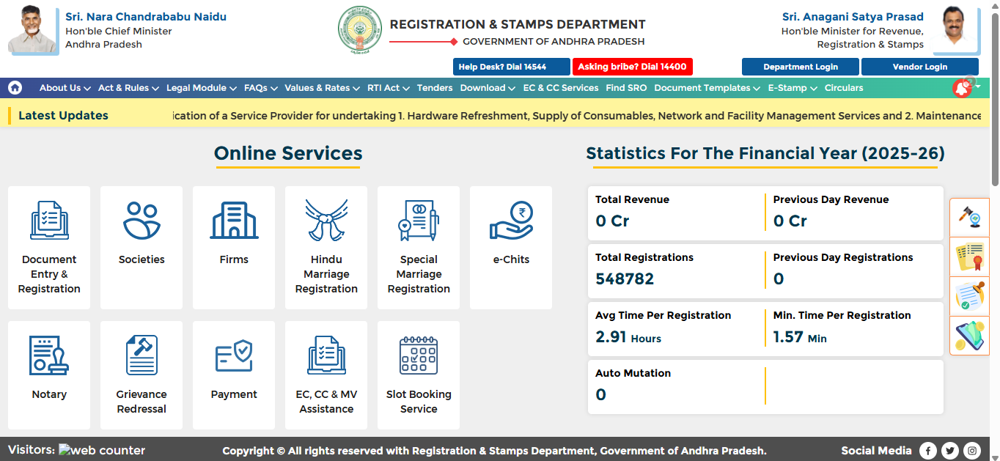 Sri. Nara Chandrababu Naidu
Hon'ble Chief Minister
Andhra Pradesh
REGISTRATION & STAMPS DEPARTMENT
GOVERNMENT OF ANDHRA PRADESH
Sri. Anagani Satya Prasad
Hon'ble Minister for Revenue,
Registration & Stamps
Help Desk? Dial 14544
Asking bribe? Dial 14400
Department Login
Vendor Login
About Us Act & Rules Legal Module FAQs Values & Rates RTI Act Tenders Download EC & CC Services Find SRO Document Templates E-Stamp Circulars
Latest Updates
ication of a Service Provider for undertaking 1. Hardware Refreshment, Supply of Consumables, Network and Facility Management Services and 2. Maintenance
Online Services
Document
Entry &
Registration
Societies
Firms
Hindu
Marriage
Registration
Special
Marriage
Registration
₹
e-Chits
Notary
Grievance
Redressal
Payment
EC, CC & MV
Assistance
Slot Booking
Service
Statistics For The Financial Year (2025-26)
Total Revenue
0 Cr
Previous Day Revenue
0 Cr
Total Registrations
548782
Previous Day Registrations
0
Avg Time Per Registration
2.91 Hours
Min. Time Per Registration
1.57 Min
Auto Mutation
0
Visitors: web counter
Copyright © All rights reserved with Registration & Stamps Department, Government of Andhra Pradesh.
Social Media